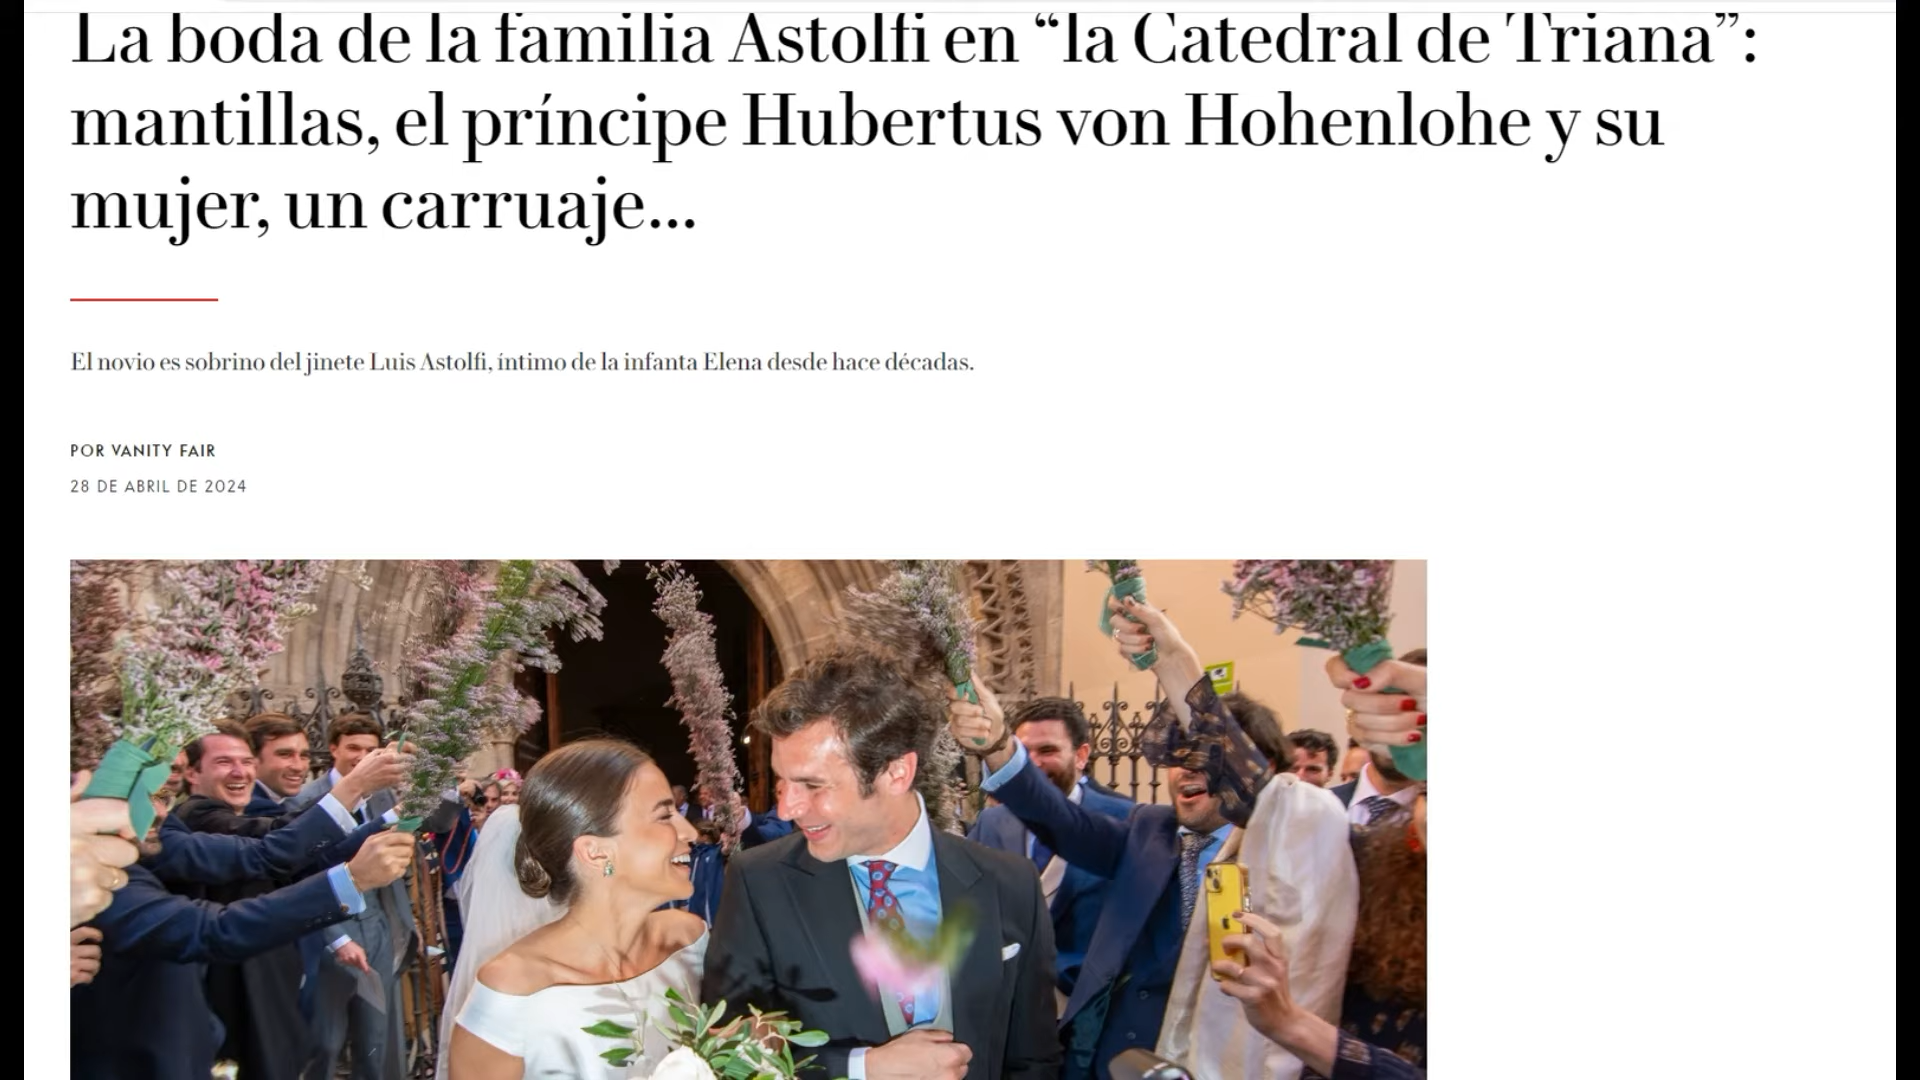 La boda de la familia Astolfi en “la Catedral de Triana”:
mantillas, el príncipe Hubertus von Hohenlohe y su
mujer, un carruaje...
El novio es sobrino del jinete Luis Astolfi, íntimo de la infanta Elena desde hace décadas.
POR VANITY FAIR
28 DE ABRIL DE 2024